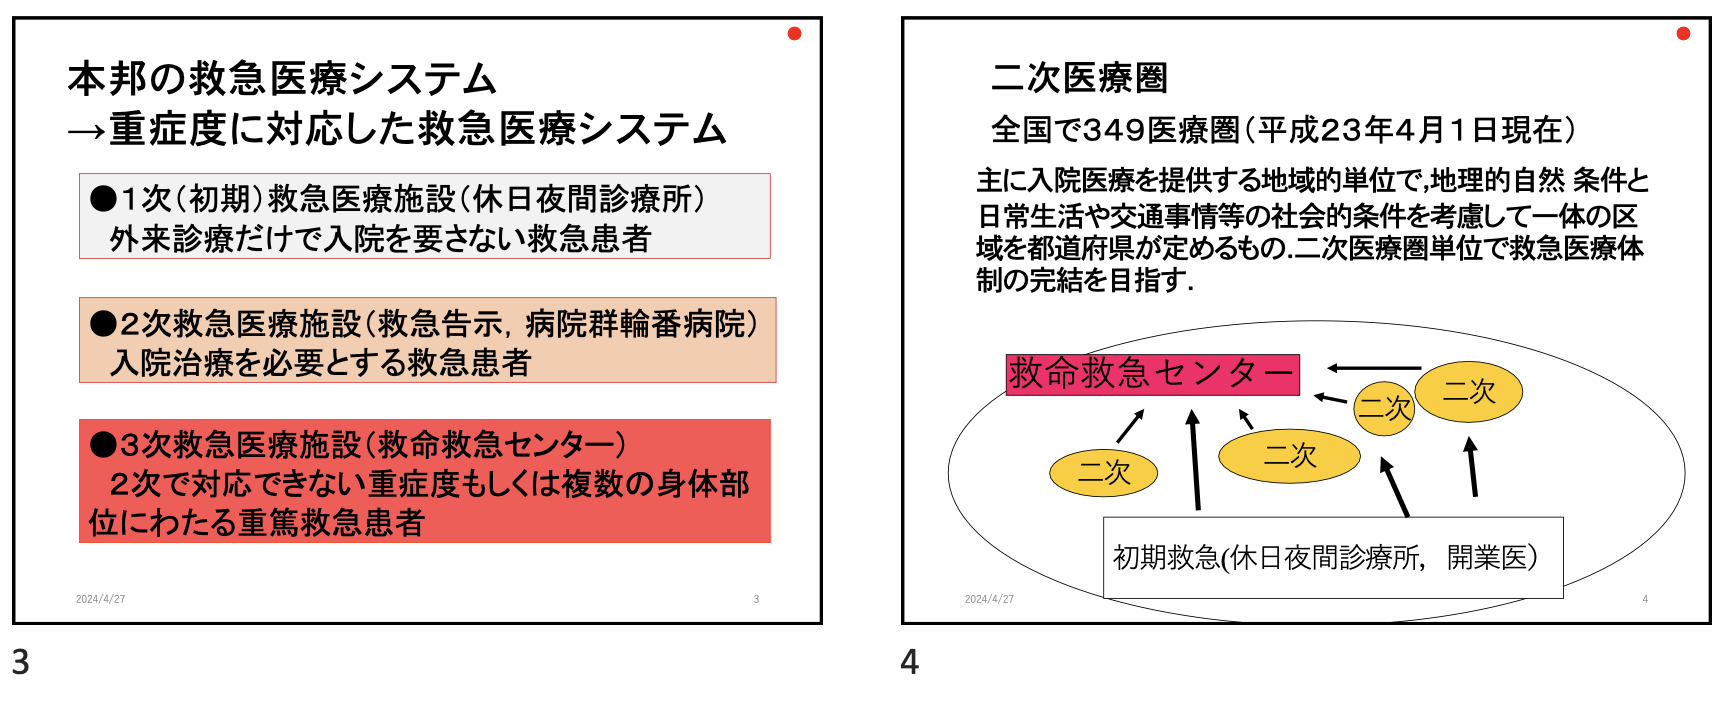 本邦の救急医療システム
→重症度に対応した救急医療システム
●１次（初期）救急医療施設（休日夜間診療所）
外来診療だけで入院を要さない救急患者
●２次救急医療施設（救急告示，病院群輪番病院）
入院治療を必要とする救急患者
●３次救急医療施設（救命救急センター）
２次で対応できない重症度もしくは複数の身体部
位にわたる重篤救急患者
2024/4/27
3
3
二次医療圏
全国で３４９医療圏（平成２３年４月１日現在）
主に入院医療を提供する地域的単位で,地理的自然 条件と
日常生活や交通事情等の社会的条件を考慮して一体の区
域を都道府県が定めるもの.二次医療圏単位で救急医療体
制の完結を目指す．
救命救急センター
二次
二次
二次
二次
初期救急(休日夜間診療所， 開業医）
2024/4/27
4
4